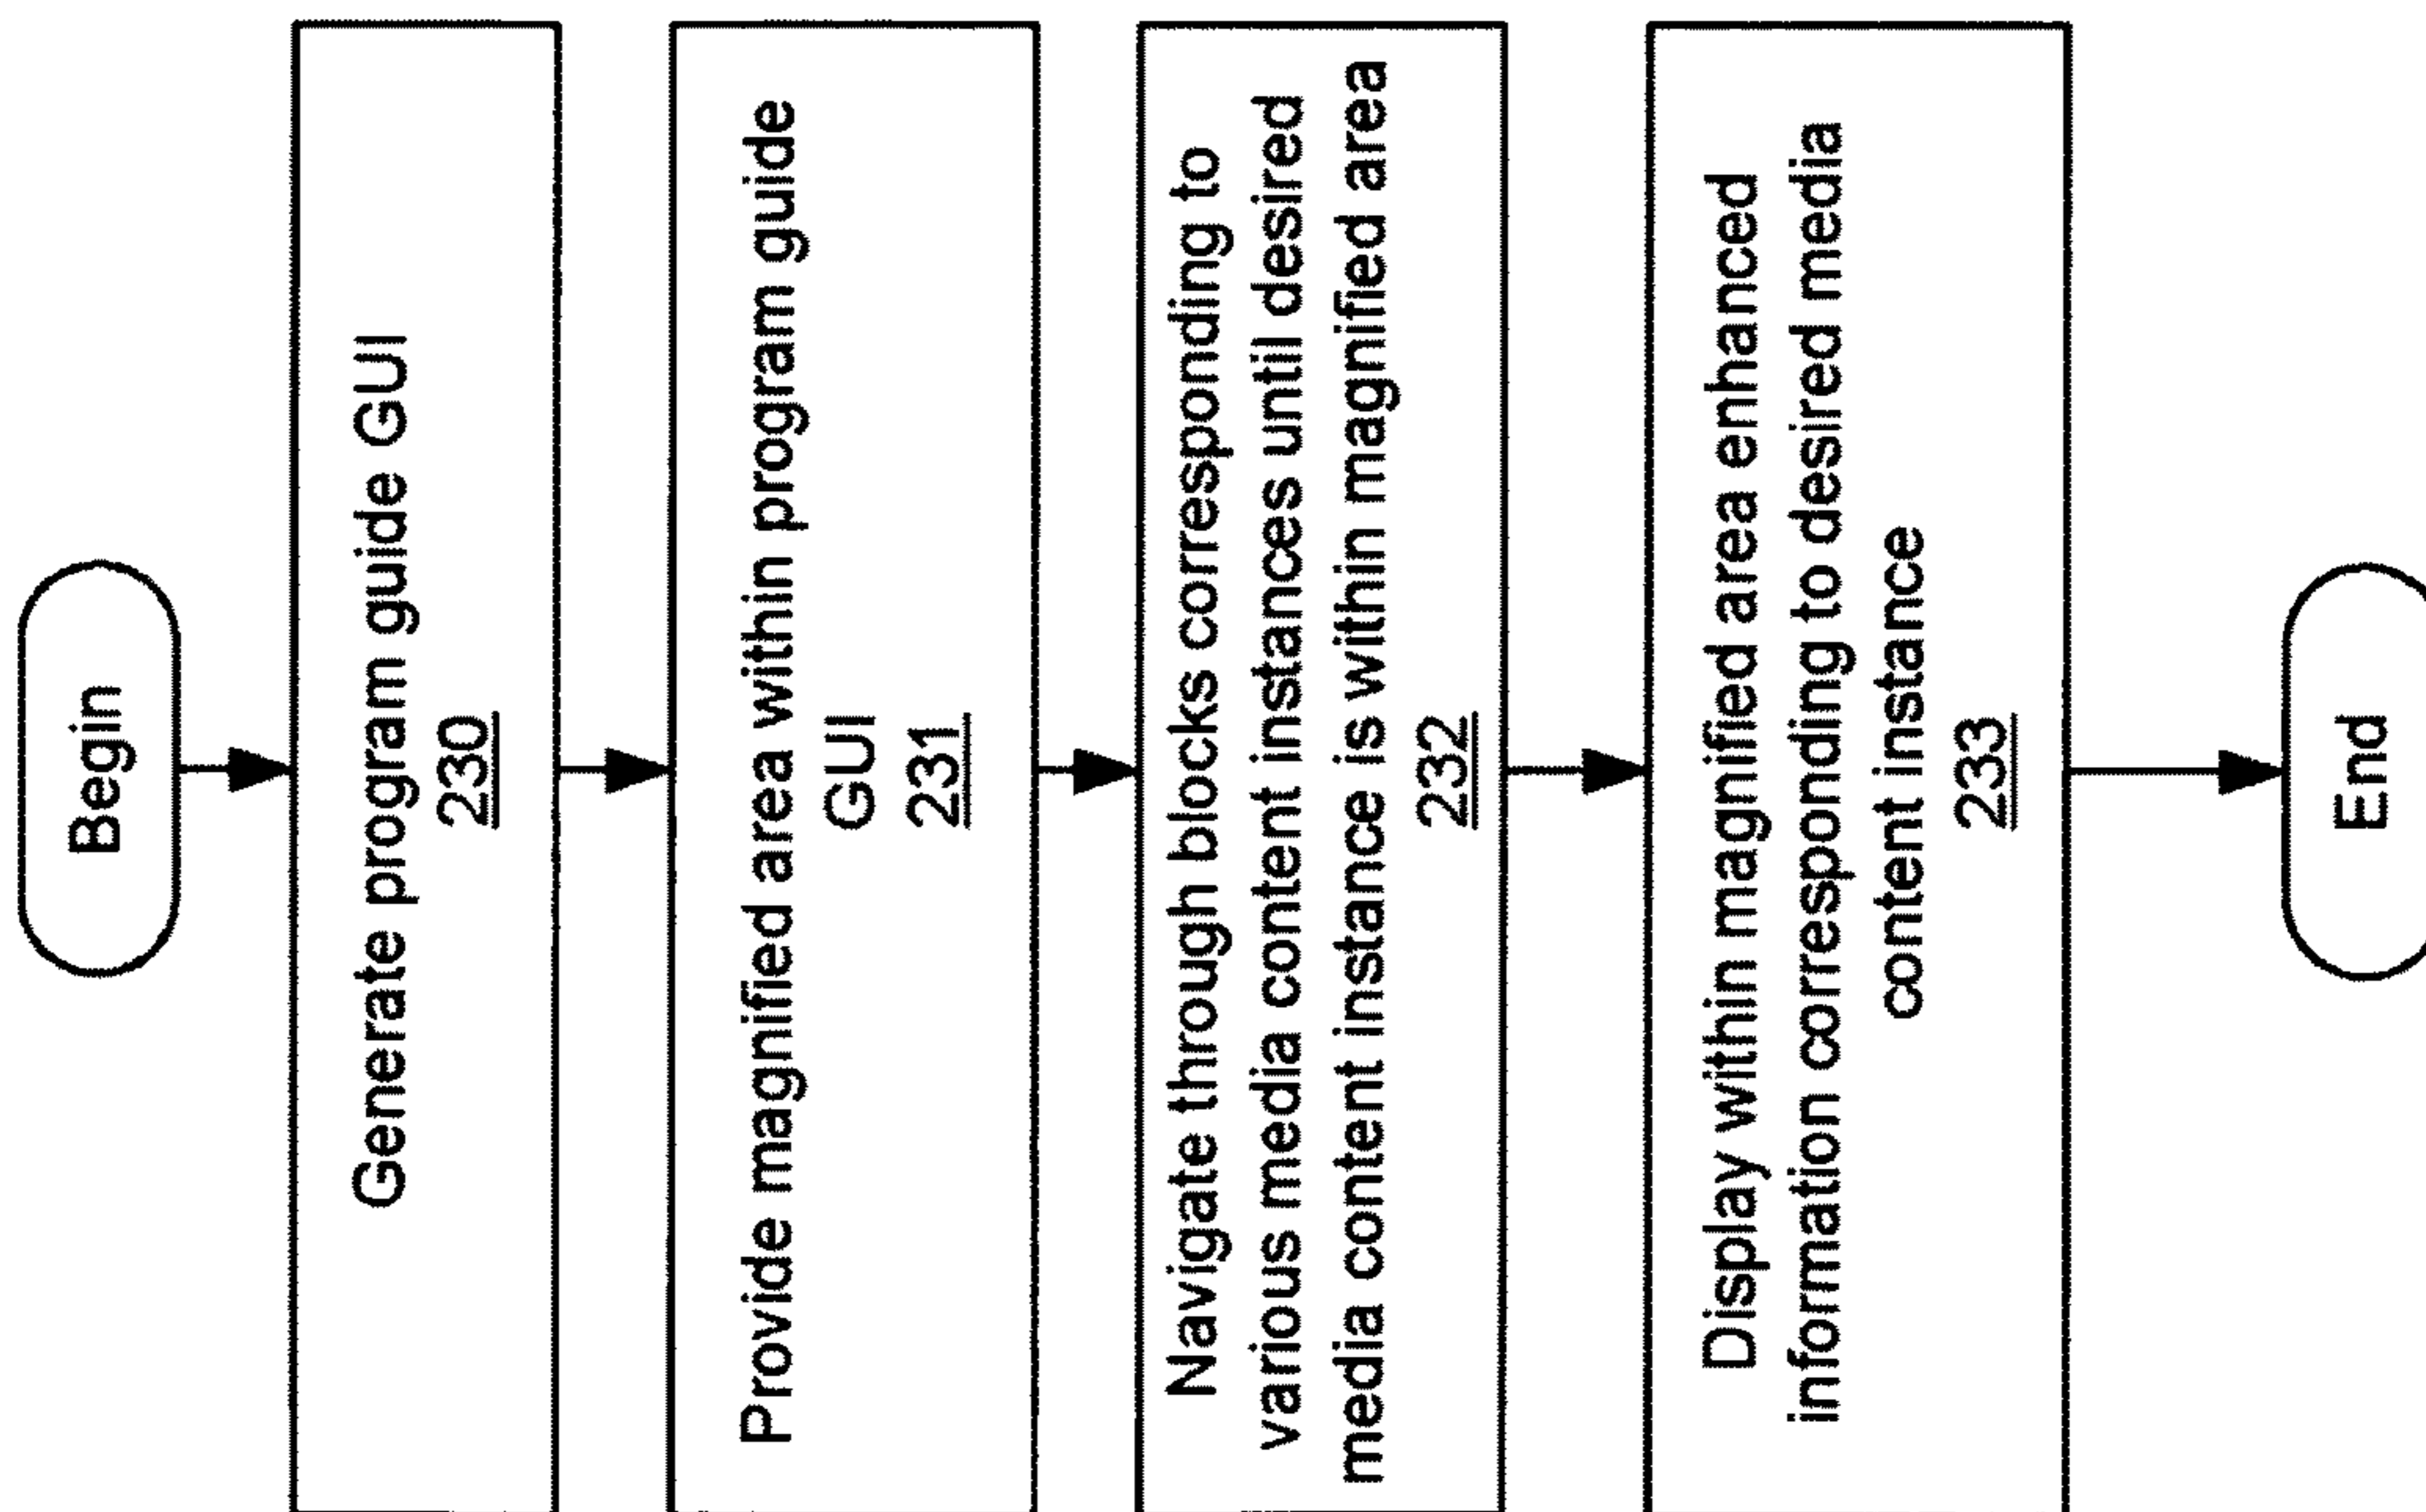 Begin
Generate program guide GUI
230
Provide magnified area within program guide
GUI
231
Navigate through blocks corresponding to
various media content instances until desired
media content instance is within magnified area
232
Display within magnified area enhanced
information corresponding to desired media
content instance
233
End